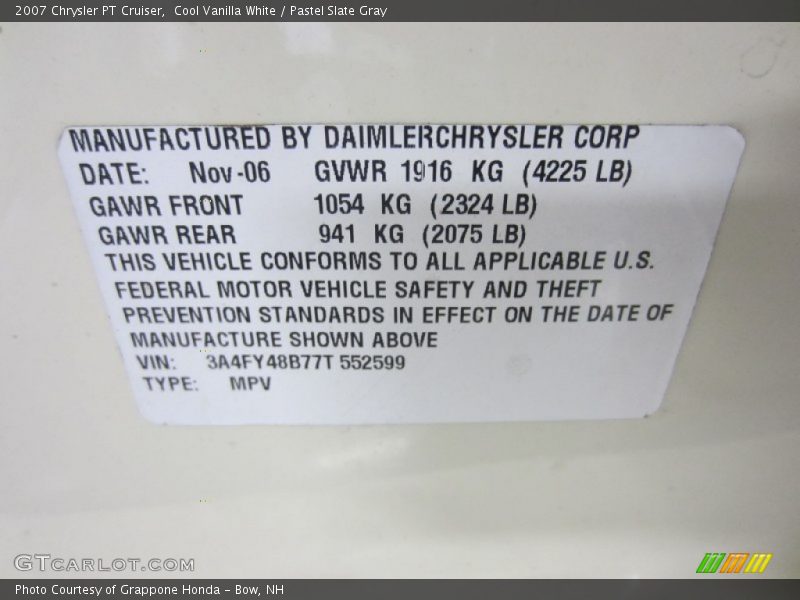 2007 Chrysler PT Cruiser,  Cool Vanilla White / Pastel Slate Gray
MANUFACTURED BY DAIMLERCHRYSLER CORP
DATE: Nov-06 GVWR 1916 KG (4225 LB)
GAWR FRONT 1054 KG (2324 LB)
GAWR REAR 941 KG (2075 LB)
THIS VEHICLE CONFORMS TO ALL APPLICABLE U.S.
FEDERAL MOTOR VEHICLE SAFETY AND THEFT
PREVENTION STANDARDS IN EFFECT ON THE DATE OF
MANUFACTURE SHOWN ABOVE
VIN: 3A4FY48B77T 552599
TYPE: MPV
GTCARLOT.COM
Photo Courtesy of Grappone Honda - Bow, NH